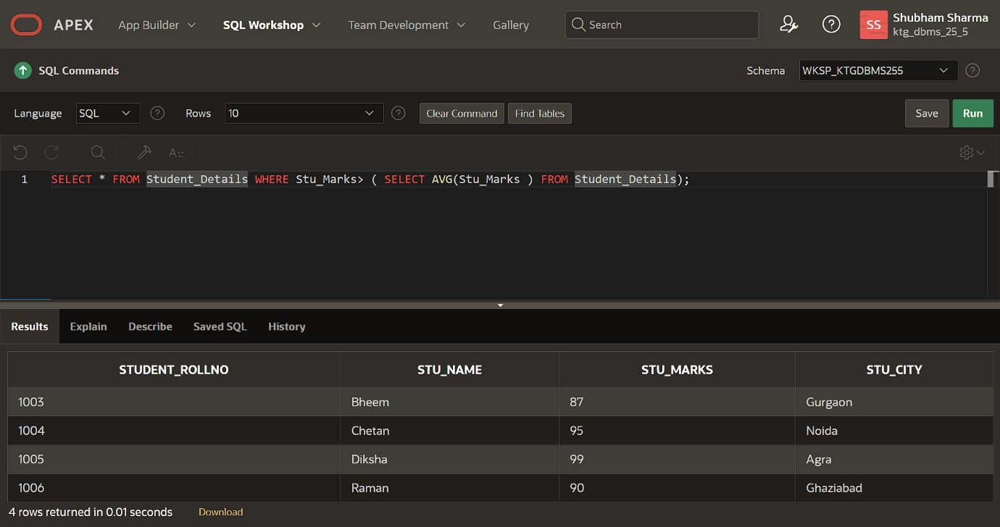 APEX App Builder SQL Workshop Team Development Gallery Search ? SS Shubham Sharma
ktg_dbms_25_5
SQL Commands Schema WKSP_KTGDBMS255 ?
Language SQL ? Rows 10 ? Clear Command Find Tables Save Run
A::
1 SELECT * FROM Student_Details WHERE Stu_Marks> ( SELECT AVG(Stu_Marks ) FROM Student_Details);
Results Explain Describe Saved SQL History
STUDENT_ROLLNO STU_NAME STU_MARKS STU_CITY
1003 Bheem 87 Gurgaon
1004 Chetan 95 Noida
1005 Diksha 99 Agra
1006 Raman 90 Ghaziabad
4 rows returned in 0.01 seconds Download